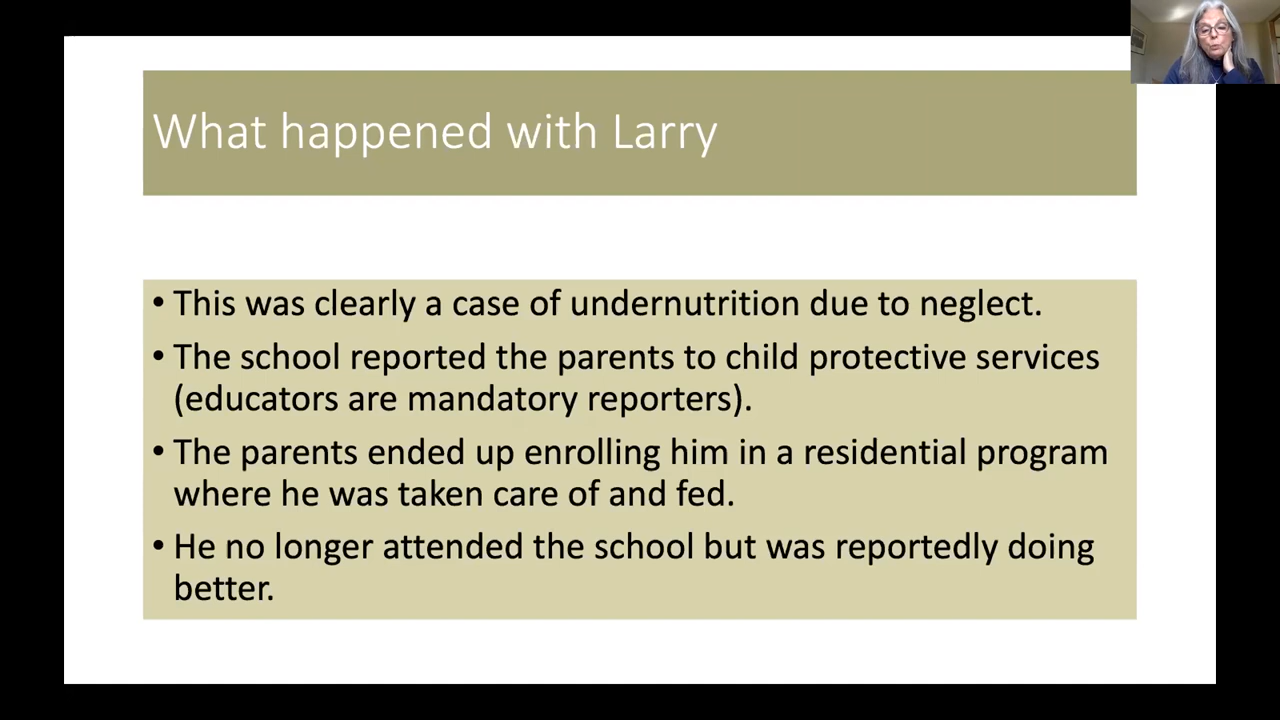 What happened with Larry
• This was clearly a case of undernutrition due to neglect.
• The school reported the parents to child protective services
(educators are mandatory reporters).
• The parents ended up enrolling him in a residential program
where he was taken care of and fed.
• He no longer attended the school but was reportedly doing
better.